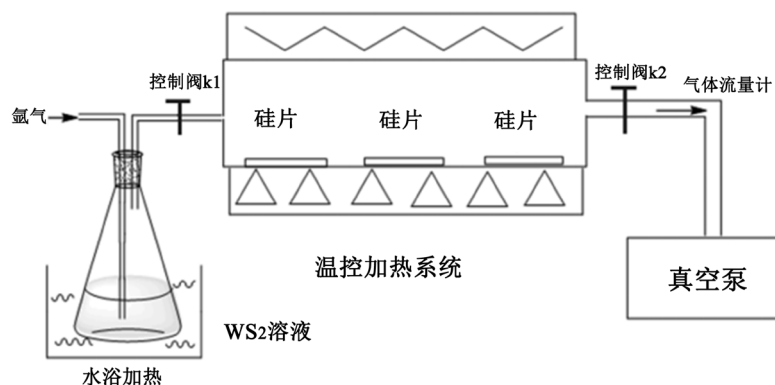 控制阀k1
控制阀k2
气体流量计
氩气
硅片
硅片
硅片
温控加热系统
真空泵
WS2溶液
水浴加热